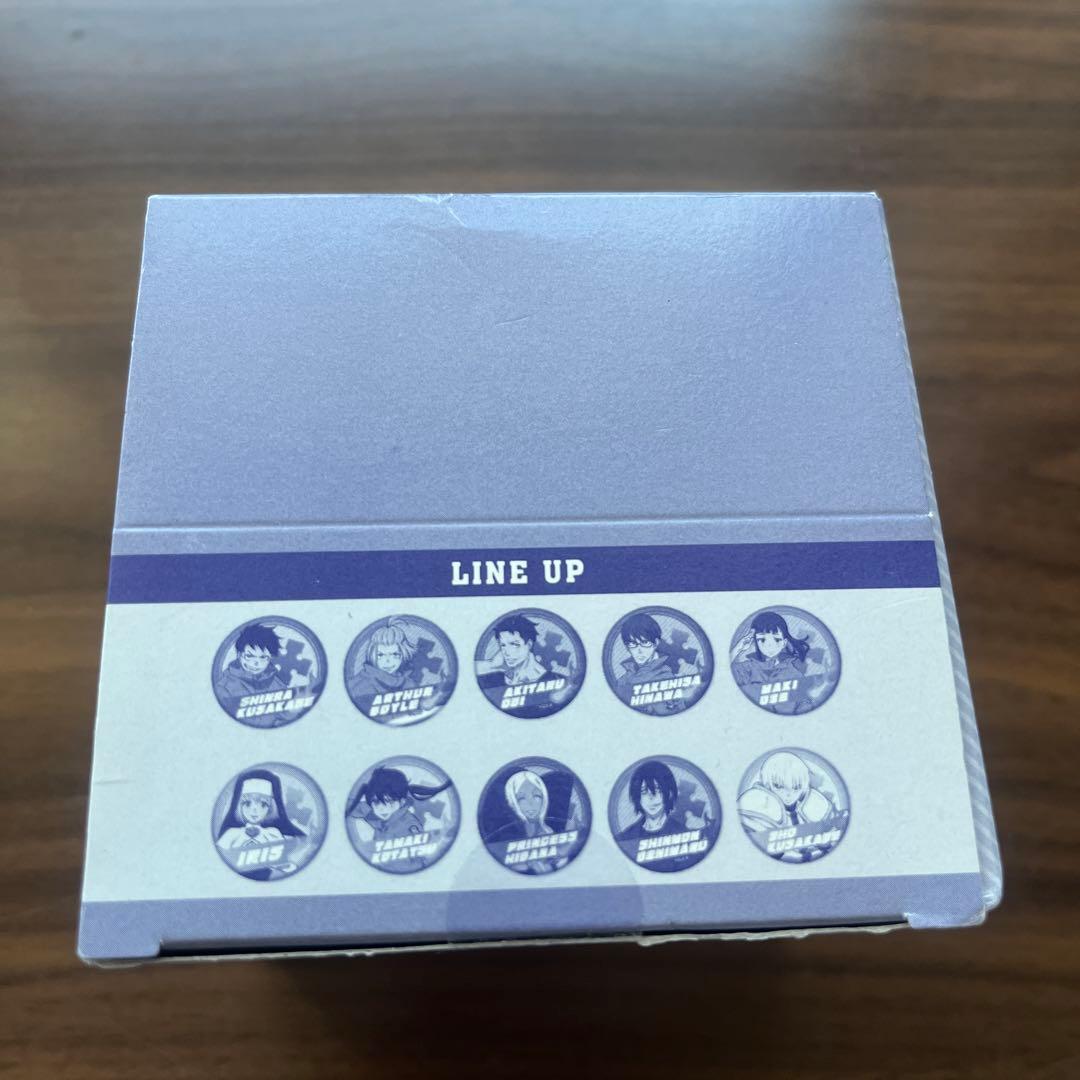 LINE UP
SHINRA
KUSAKABE
ARTHUR
BOYLE
AKITARU
OBI
TAKEHISA
HINAWA
MAKI
OZE
IRIS
TAMAKI
KOTATSU
PRINCESS
HIBANA
SHINMON
BENIMARU
SHO
KUSAKABE